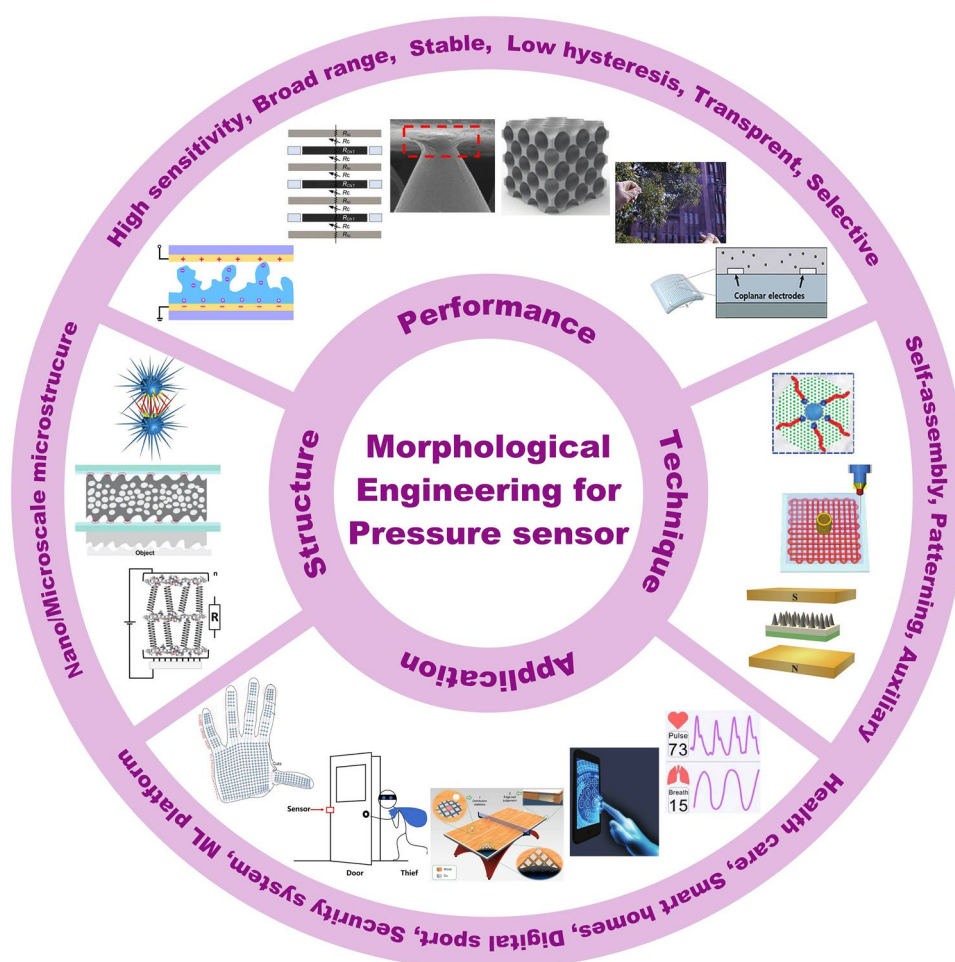 High sensitivity, Broad range, Stable, Low hysteresis, Transprent, Selective
Performance
Coplanar electrodes
Self-assembly, Patterning, Auxiliary
Technique
S
N
Nano/Microscale microstrucure
Structure
Object
n
R
Morphological
Engineering for
Pressure sensor
Application
Health care, Smart homes, Digital sport, Security system, ML platform
Sensor
Door
Thief
Pulse
73
Breath
15